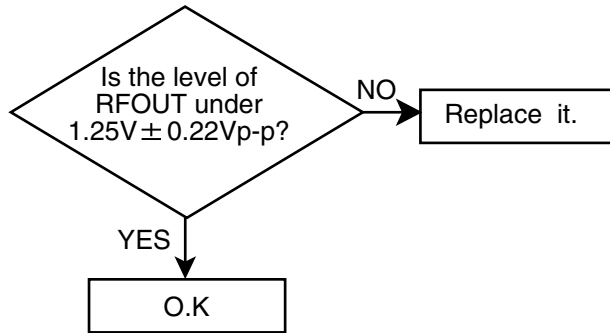 Is the level of
RFOUT under
1.25V ± 0.22Vp-p?
NO
Replace it.
YES
O.K